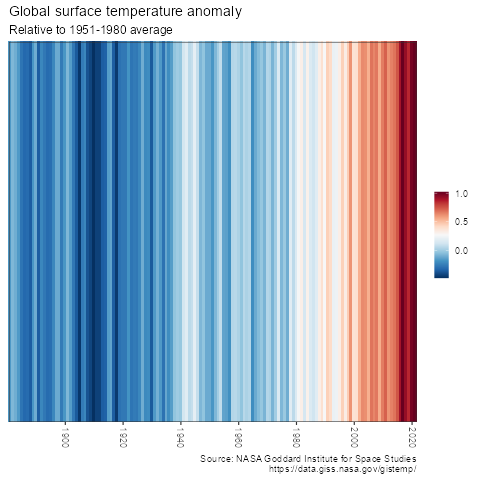 Global surface temperature anomaly
Relative to 1951-1980 average
1.0
0.5
0.0
1900
1920
1940
1960
1980
2000
2020
Source: NASA Goddard Institute for Space Studies
https://data.giss.nasa.gov/gistemp/